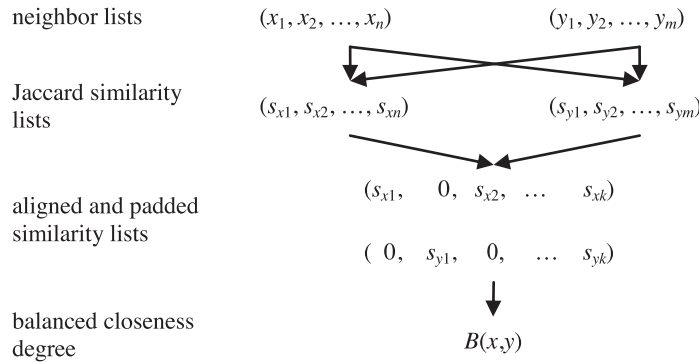 neighbor lists (x1, x2, …, xn) (y1, y2, …, ym)
Jaccard similarity
lists
(sx1, sx2, …, sxn) (sy1, sy2, …, sym)
aligned and padded
similarity lists
(sx1, 0, sx2, … sxk)
( 0, sy1, 0, … syk)
balanced closeness
degree
B(x,y)